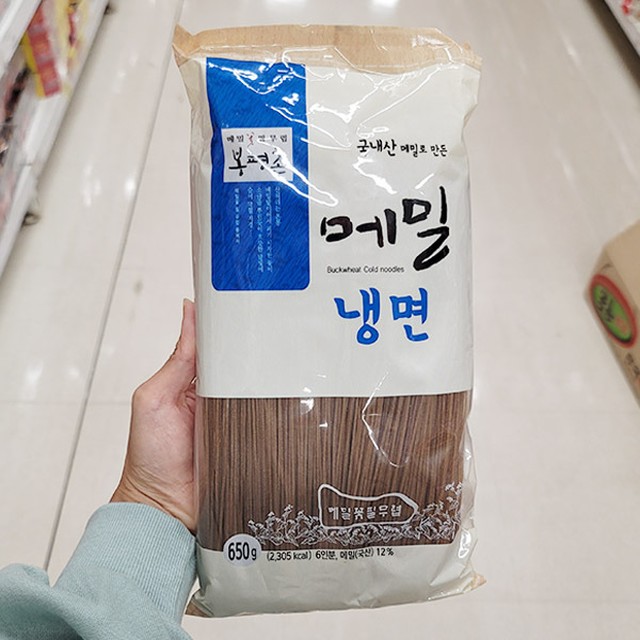 메밀꽃필무렵
봉평촌
국내산 메밀로 만든
메밀
Buckwheat Cold noodles
냉면
메밀꽃필무렵
650g (2,305 kcal) 6인분, 메밀(국산) 12%